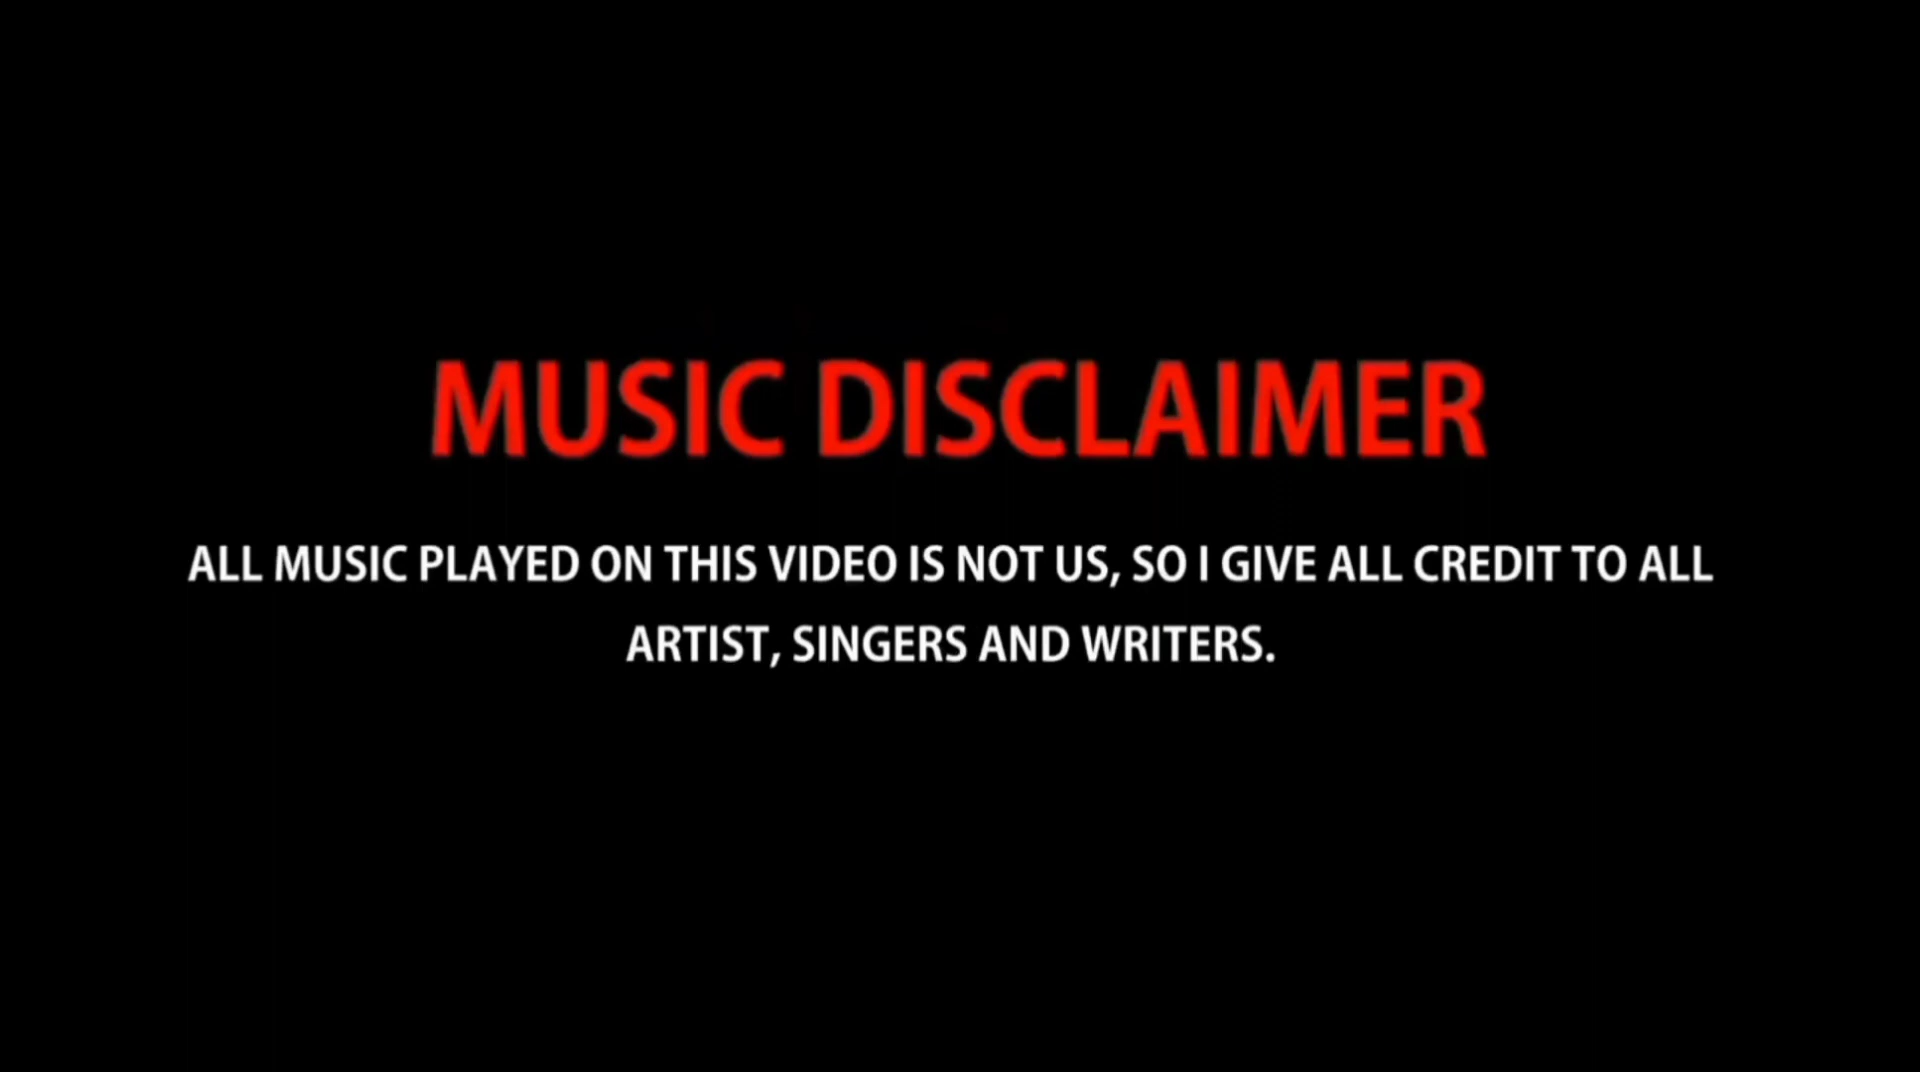 MUSIC DISCLAIMER
ALL MUSIC PLAYED ON THIS VIDEO IS NOT US, SO I GIVE ALL CREDIT TO ALL
ARTIST, SINGERS AND WRITERS.